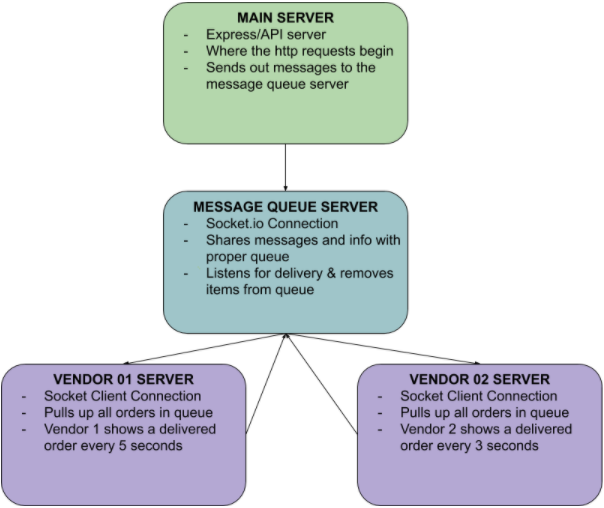 MAIN SERVER
- Express/API server
- Where the http requests begin
- Sends out messages to the
message queue server
MESSAGE QUEUE SERVER
- Socket.io Connection
- Shares messages and info with
proper queue
- Listens for delivery & removes
items from queue
VENDOR 01 SERVER
- Socket Client Connection
- Pulls up all orders in queue
- Vendor 1 shows a delivered
order every 5 seconds
VENDOR 02 SERVER
- Socket Client Connection
- Pulls up all orders in queue
- Vendor 2 shows a delivered
order every 3 seconds